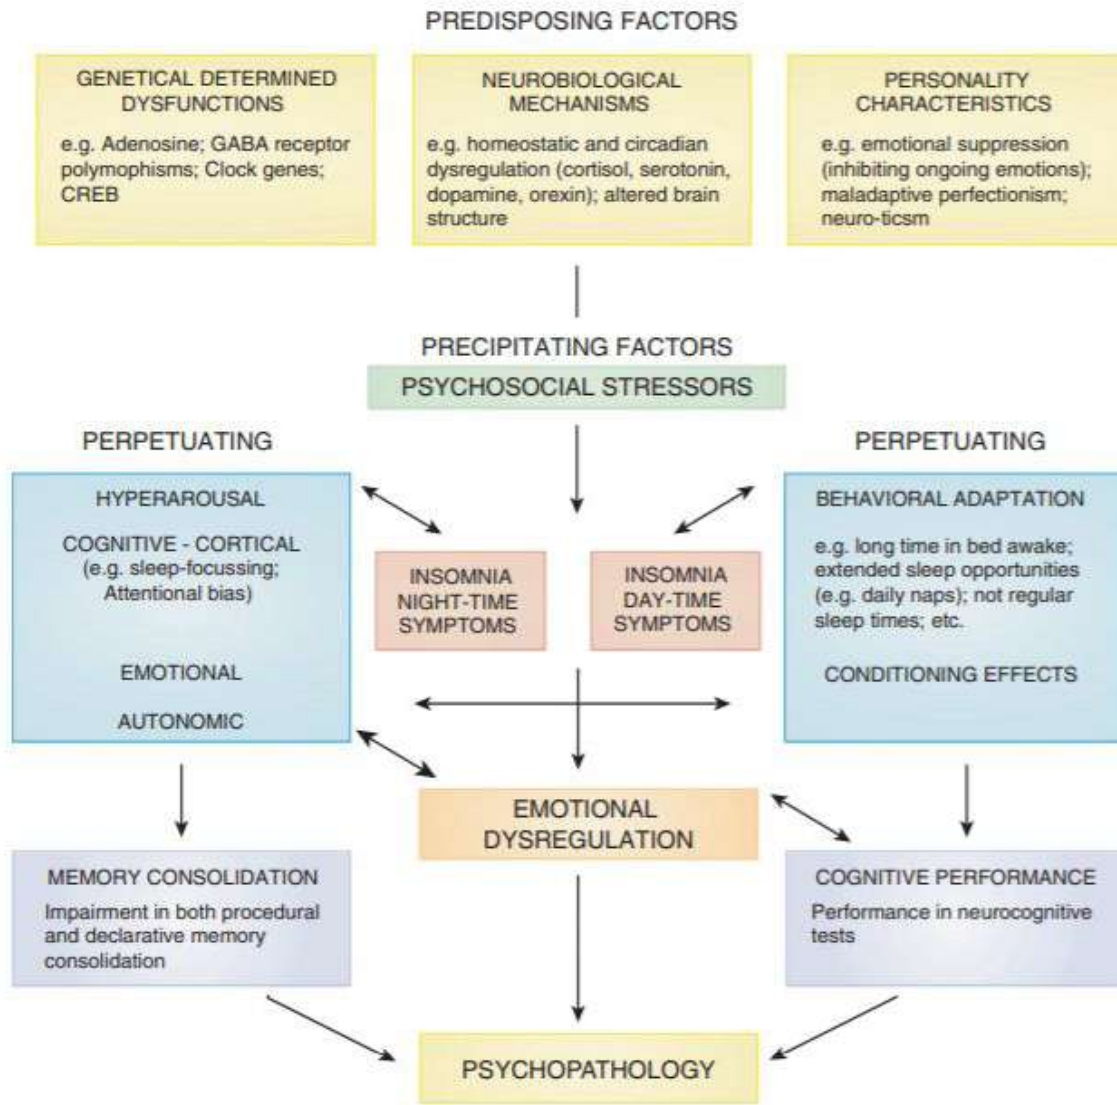 PREDISPOSING FACTORS
GENETICAL DETERMINED
DYSFUNCTIONS
e.g. Adenosine; GABA receptor
polymophisms; Clock genes;
CREB
NEUROBIOLOGICAL
MECHANISMS
e.g. homeostatic and circadian
dysregulation (cortisol, serotonin,
dopamine, orexin); altered brain
structure
PERSONALITY
CHARACTERISTICS
e.g. emotional suppression
(inhibiting ongoing emotions);
maladaptive perfectionism;
neuro-ticsm
PRECIPITATING FACTORS
PSYCHOSOCIAL STRESSORS
PERPETUATING
HYPERAROUSAL
COGNITIVE - CORTICAL
(e.g. sleep-focussing;
Attentional bias)
EMOTIONAL
AUTONOMIC
INSOMNIA
NIGHT-TIME
SYMPTOMS
INSOMNIA
DAY-TIME
SYMPTOMS
PERPETUATING
BEHAVIORAL ADAPTATION
e.g. long time in bed awake;
extended sleep opportunities
(e.g. daily naps); not regular
sleep times; etc.
CONDITIONING EFFECTS
EMOTIONAL
DYSREGULATION
MEMORY CONSOLIDATION
Impairment in both procedural
and declarative memory
consolidation
COGNITIVE PERFORMANCE
Performance in neurocognitive
tests
PSYCHOPATHOLOGY